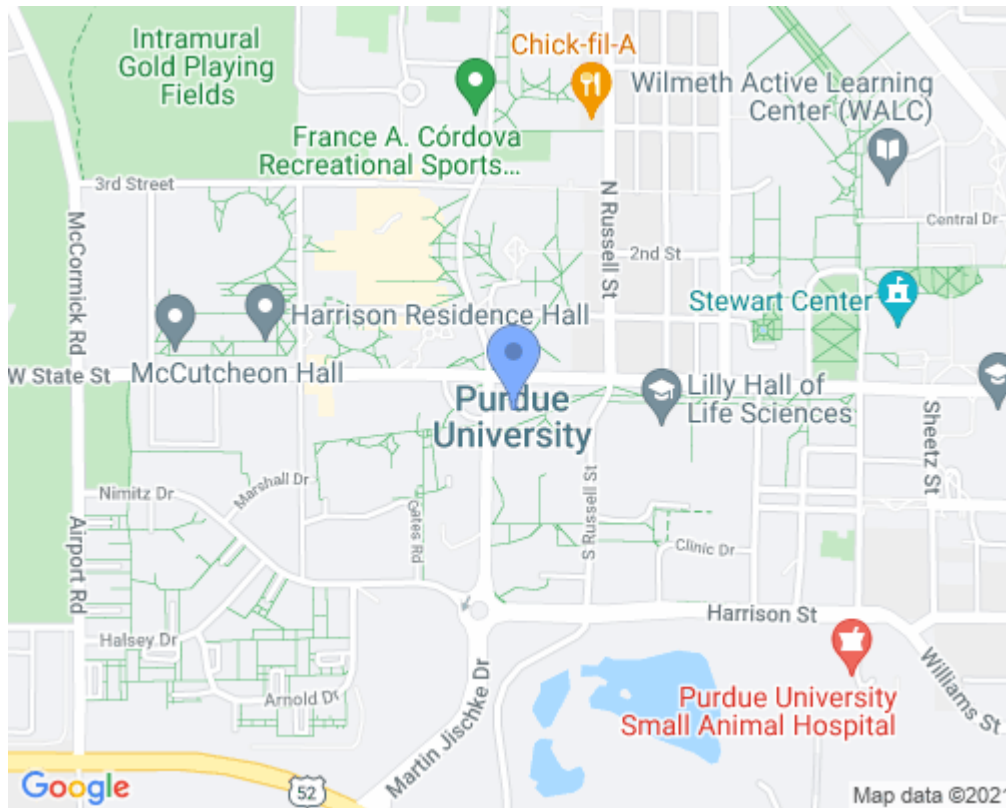 Intramural
Gold Playing
Fields
Chick-fil-A
Wilmeth Active Learning
Center (WALC)
France A. Córdova
Recreational Sports...
3rd Street
N Russell St
Central Dr
McCormick Rd
2nd St
Stewart Center
Harrison Residence Hall
W State St
McCutcheon Hall
Purdue
University
Lilly Hall of
Life Sciences
Sheetz St
Marshall Dr
Nimitz Dr
S Russell St
Gates Rd
Airport Rd
Clinic Dr
Harrison St
Halsey Dr
Williams St
Arnold Dr
Martin Jischke Dr
Purdue University
Small Animal Hospital
52
Google
Map data ©202